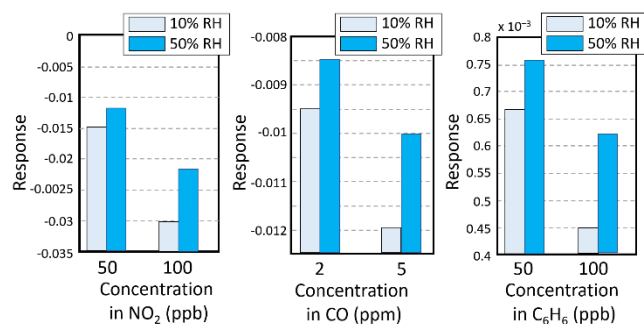 10% RH
50% RH
0
-0.005
-0.01
-0.015
-0.02
-0.0025
-0.03
-0.035
Response
50
100
Concentration
in NO₂ (ppb)
10% RH
50% RH
-0.008
-0.009
-0.01
-0.011
-0.012
Response
2
5
Concentration
in CO (ppm)
x 10⁻³
10% RH
50% RH
0.8
0.75
0.7
0.65
0.6
0.55
0.5
0.45
0.4
Response
50
100
Concentration
in C₆H₆ (ppb)